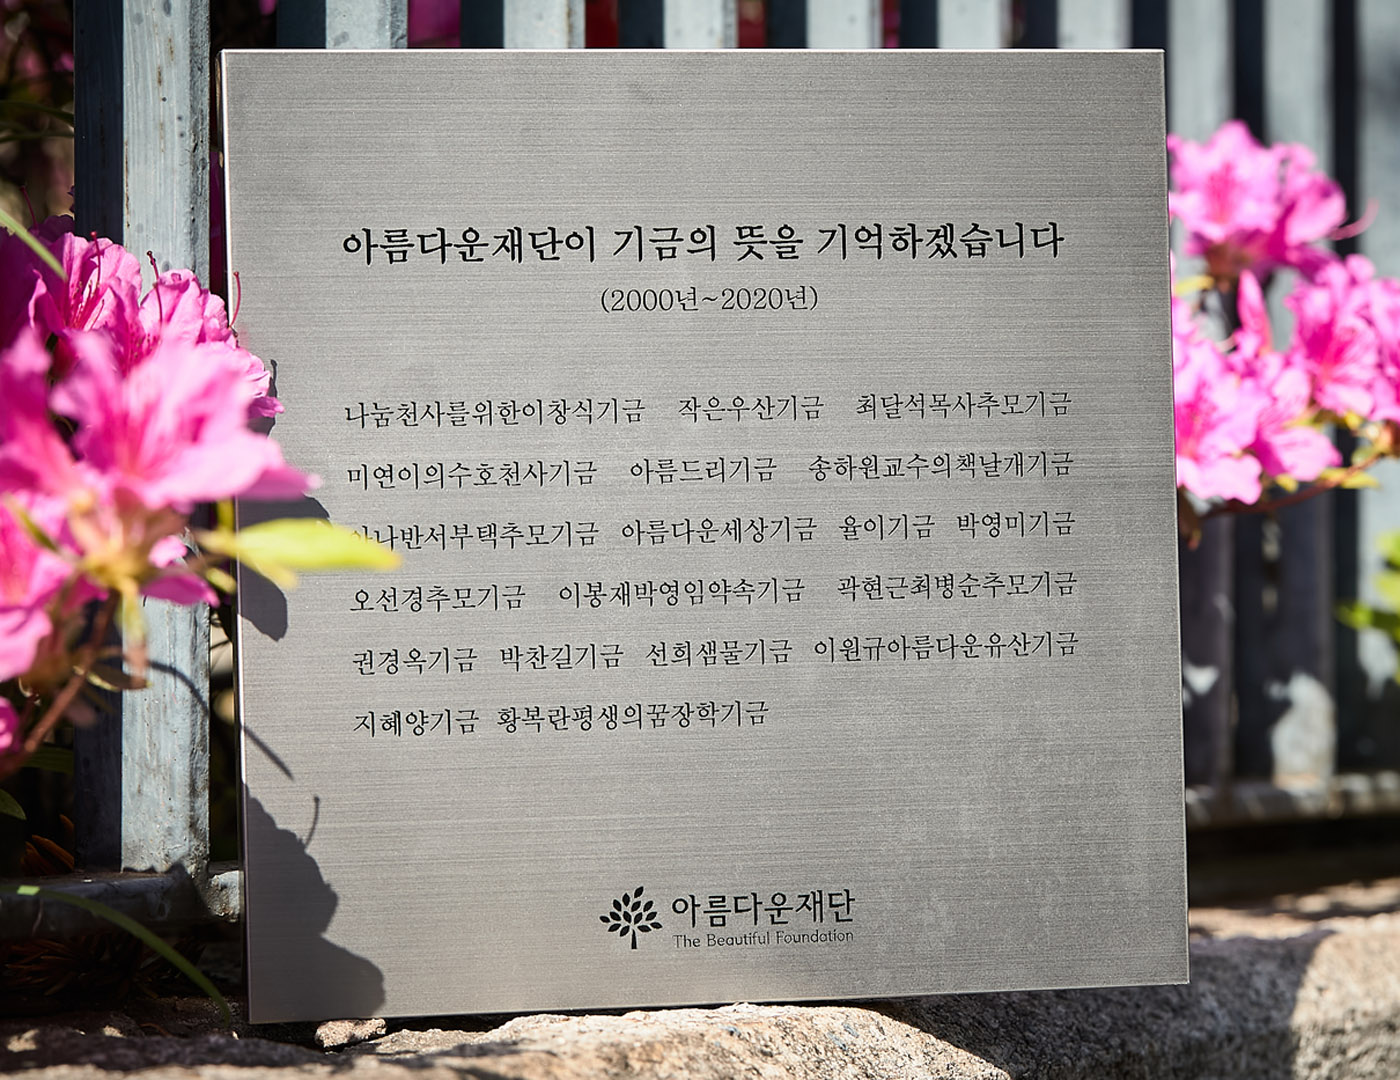 아름다운재단이 기금의 뜻을 기억하겠습니다
(2000년~2020년)
나눔천사를위한이창식기금 작은우산기금 최달석목사추모기금
미연이의수호천사기금 아름드리기금 송하원교수의책날개기금
아름다운세상기금 율이기금 박영미기금
오선경추모기금 이봉재박영임약속기금 곽현근최병순추모기금
권경옥기금 박찬길기금 선희샘물기금 이원규아름다운유산기금
지혜양기금 황복란평생의꿈장학기금
아름다운재단
The Beautiful Foundation